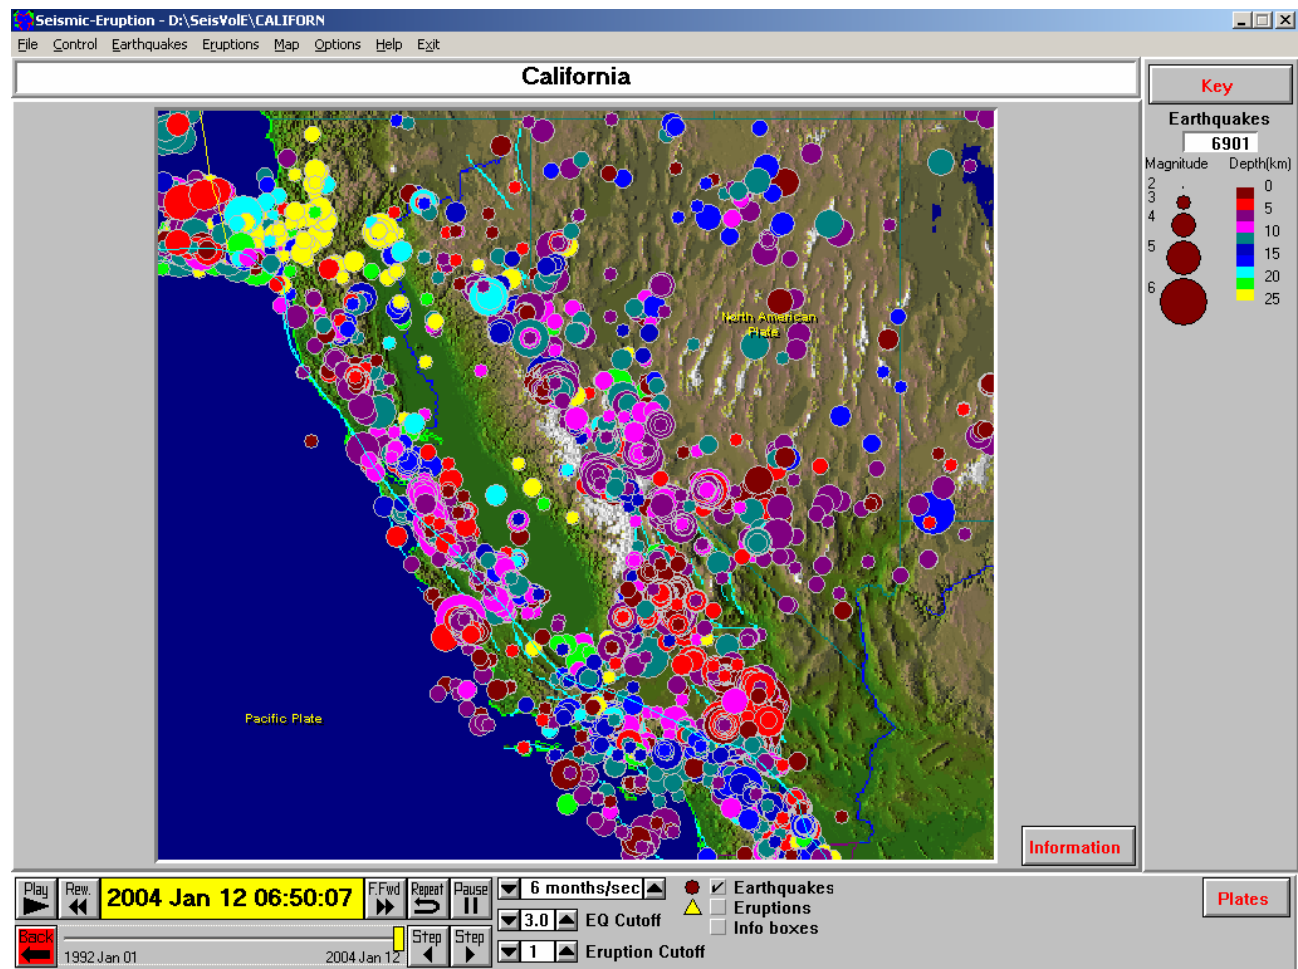 Seismic-Eruption - D:\SeisVolE\CALIFORN
File Control Earthquakes Eruptions Map Options Help Exit
California
Key
Earthquakes
6901
Magnitude Depth(km)
2 0
3 5
4 10
5 15
6 20
25
North American
Plate
Pacific Plate
Information
Play Rew. 2004 Jan 12 06:50:07 F.Fwd Repeat Pause 6 months/sec Earthquakes
3.0 EQ Cutoff Eruptions
Info boxes
Back 1992 Jan 01 2004 Jan 12 Step Step 1 Eruption Cutoff
Plates